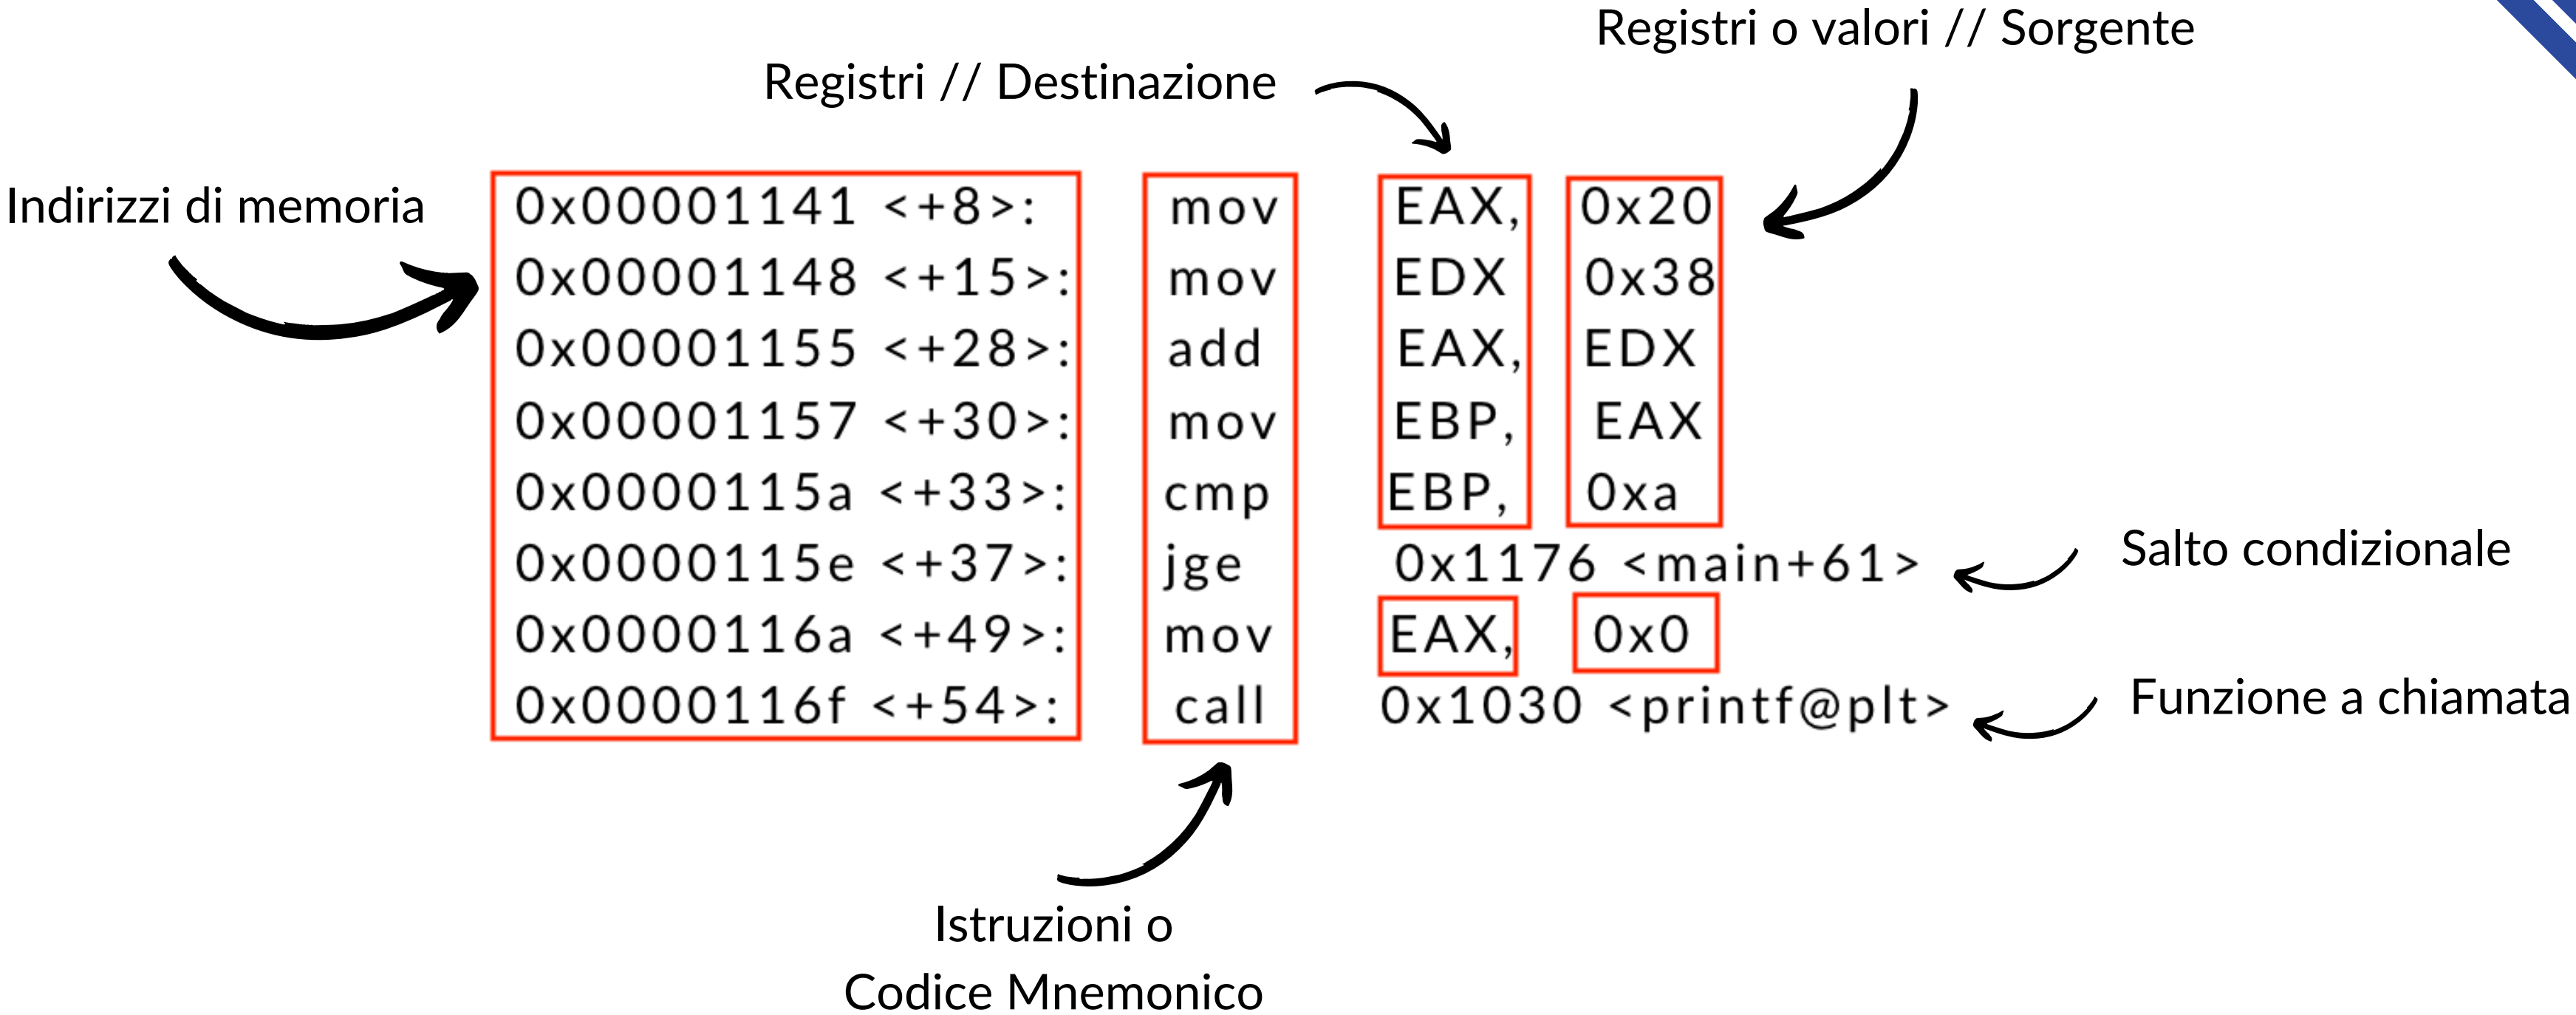 Registri o valori // Sorgente
Registri // Destinazione
Indirizzi di memoria
0x00001141 <+8>: mov EAX, 0x20
0x00001148 <+15>: mov EDX 0x38
0x00001155 <+28>: add EAX, EDX
0x00001157 <+30>: mov EBP, EAX
0x0000115a <+33>: cmp EBP, 0xa
0x0000115e <+37>: jge 0x1176 <main+61>
Salto condizionale
0x0000116a <+49>: mov EAX, 0x0
0x0000116f <+54>: call 0x1030 <printf@plt>
Funzione a chiamata
Istruzioni o
Codice Mnemonico